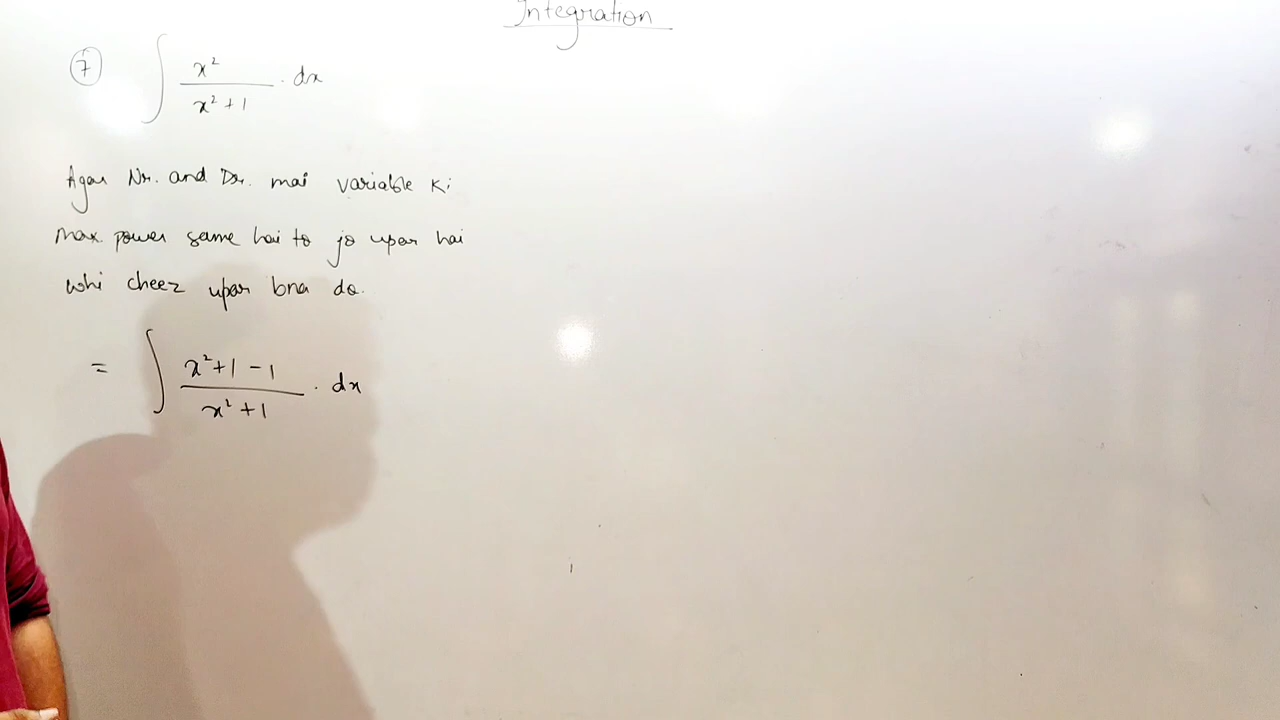 Integration
7 ∫ x² / x² + 1 . dx
Agar Nr. and Dr. mai variable ki
max. power same hai to jo upar hai
whi cheez upar bna do.
= ∫ x² + 1 - 1 / x² + 1 . dx